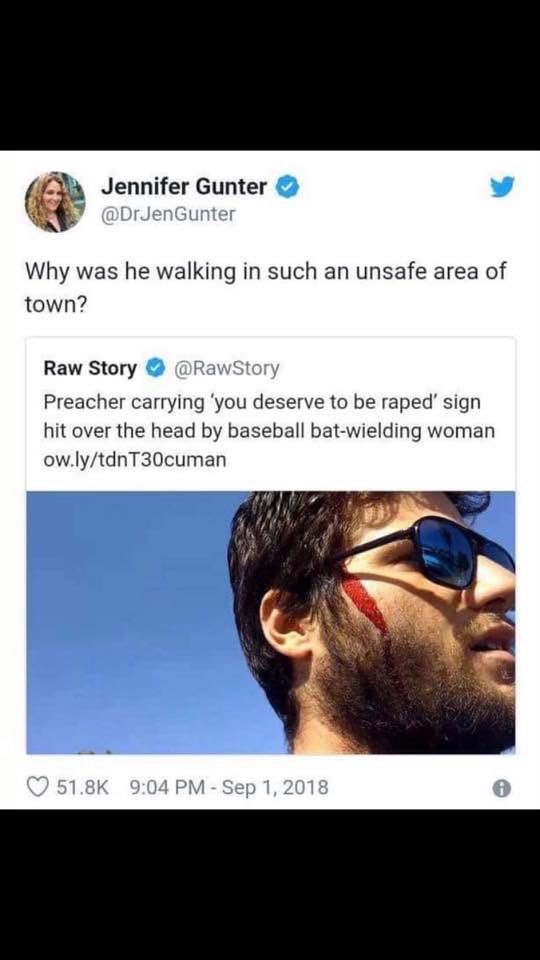 Jennifer Gunter
@DrJenGunter
Why was he walking in such an unsafe area of
town?
Raw Story @RawStory
Preacher carrying 'you deserve to be raped' sign
hit over the head by baseball bat-wielding woman
ow.ly/tdnT30cuman
51.8K 9:04 PM - Sep 1, 2018